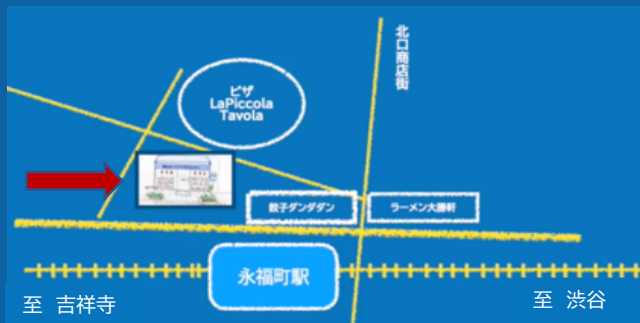 北口商店街
ピザ
LaPiccola
Tavola
餃子ダンダダン
ラーメン大勝軒
永福町駅
至 吉祥寺
至 渋谷